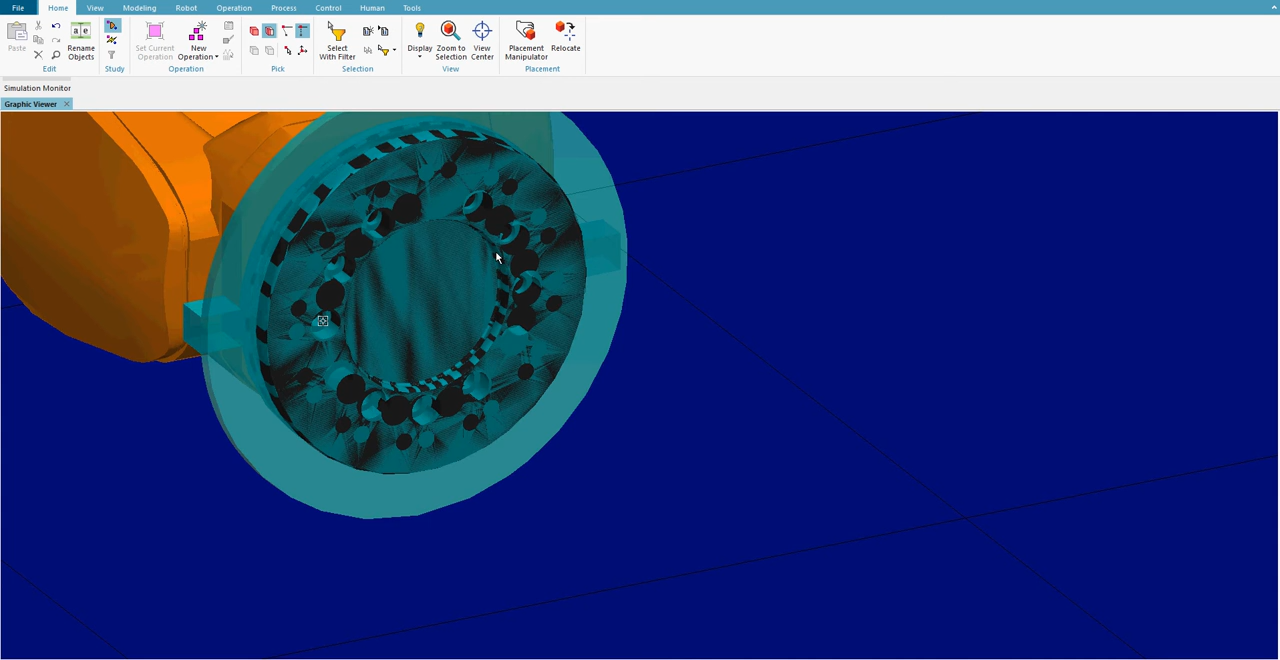 File Home View Modeling Robot Operation Process Control Human Tools
Paste
Rename Objects
Set Current Operation
New Operation
Select With Filter
Display
Zoom to Selection
View Center
Placement Manipulator
Relocate
Edit Study Operation Pick Selection View Placement
Simulation Monitor
Graphic Viewer